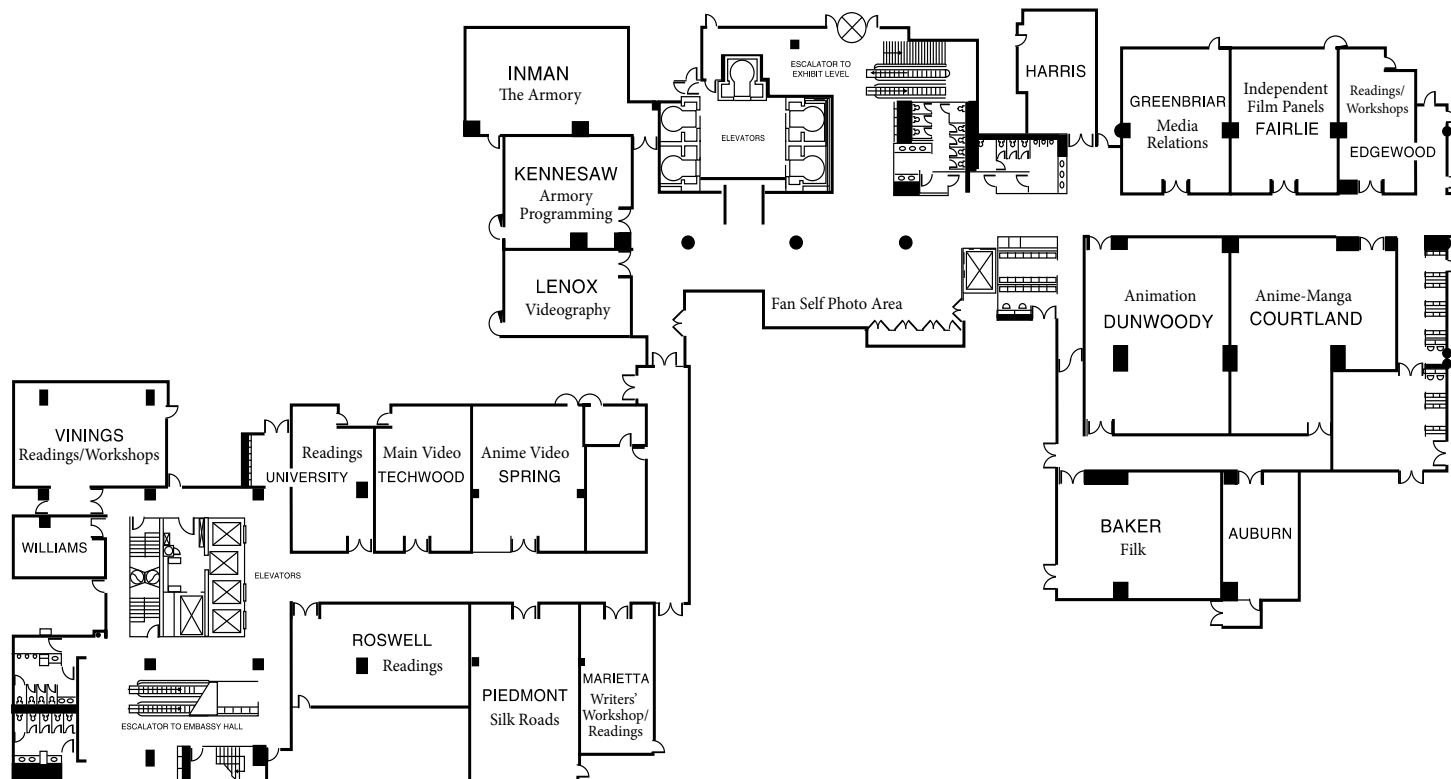 INMAN
The Armory
ESCALATOR TO
EXHIBIT LEVEL
ELEVATORS
HARRIS
GREENBRIAR
Media
Relations
Independent
Film Panels
FAIRLIE
Readings/
Workshops
EDGEWOOD
KENNESAW
Armory
Programming
LENOX
Videography
Fan Self Photo Area
Animation
DUNWOODY
Anime-Manga
COURTLAND
VININGS
Readings/Workshops
Readings
UNIVERSITY
Main Video
TECHWOOD
Anime Video
SPRING
WILLIAMS
ELEVATORS
BAKER
Filk
AUBURN
ROSWELL
Readings
PIEDMONT
Silk Roads
MARIETTA
Writers'
Workshop/
Readings
ESCALATOR TO EMBASSY HALL